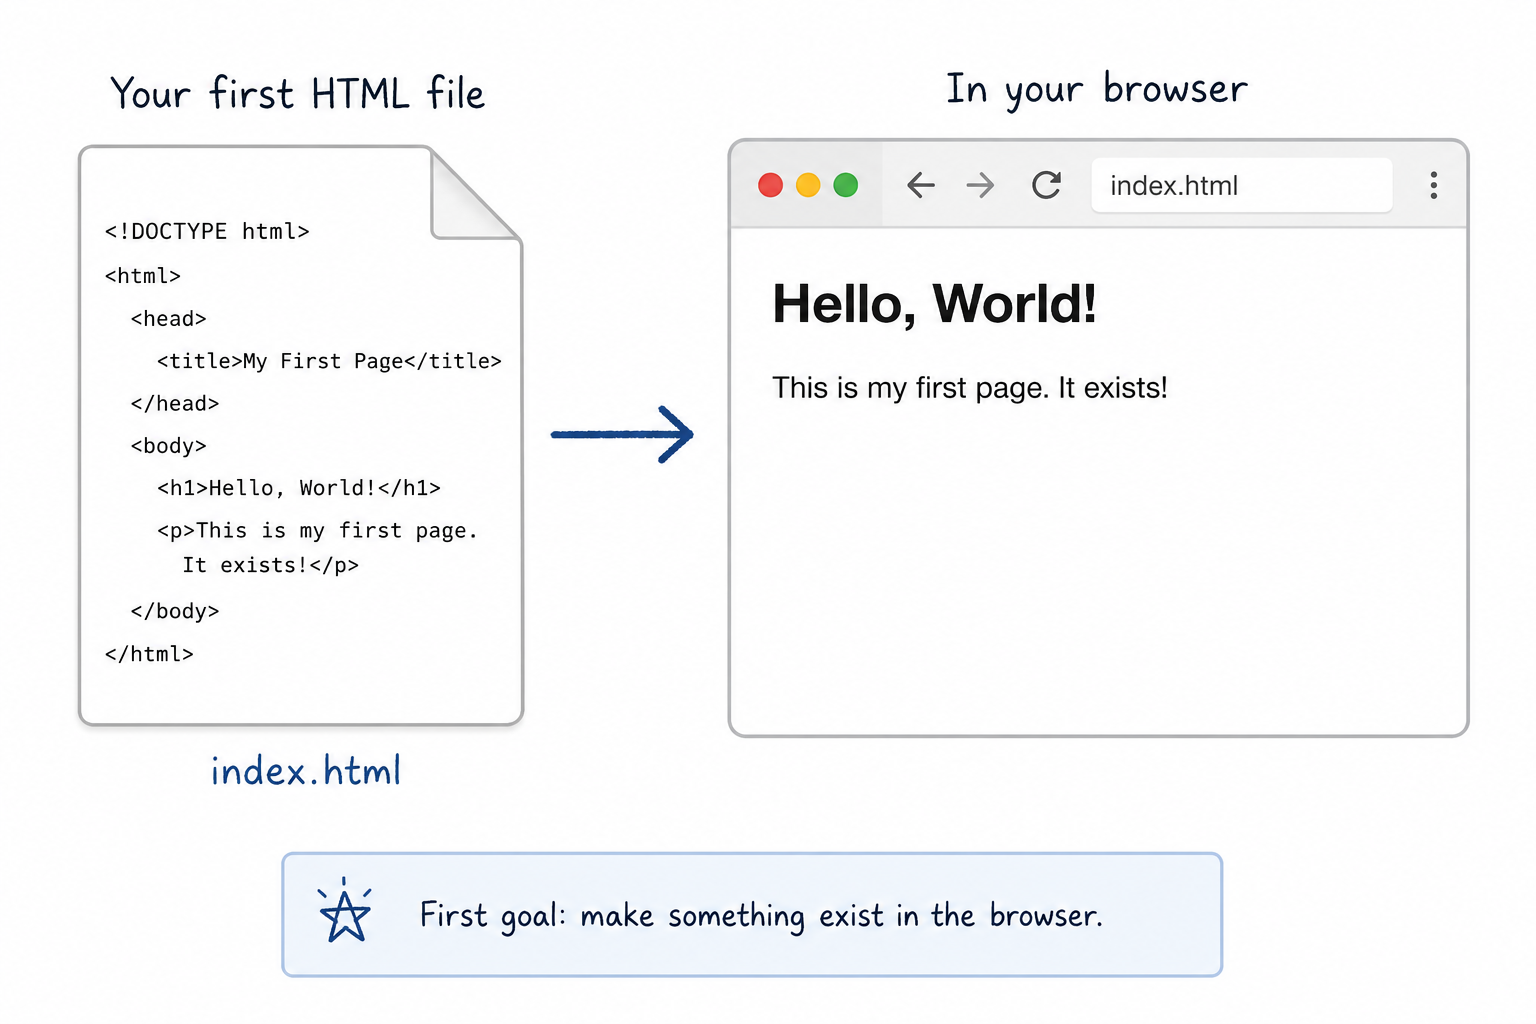 Your first HTML file
<!DOCTYPE html>
<html>
<head>
<title>My First Page</title>
</head>
<body>
<h1>Hello, World!</h1>
<p>This is my first page.
It exists!</p>
</body>
</html>
index.html
In your browser
index.html
Hello, World!
This is my first page. It exists!
First goal: make something exist in the browser.